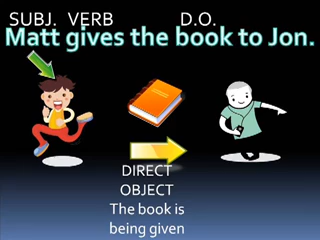 SUBJ. VERB D.O.
Matt gives the book to Jon.
DIRECT
OBJECT
The book is
being given